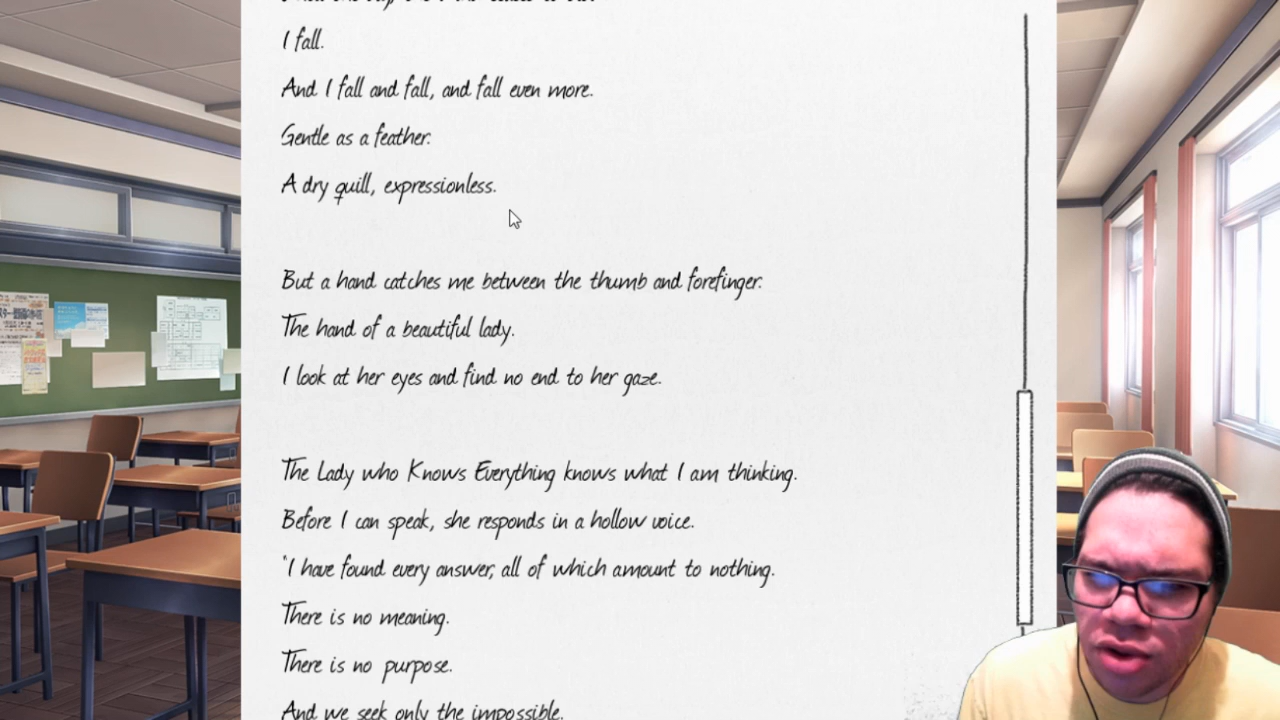 I fall.
And I fall and fall, and fall even more.
Gentle as a feather.
A dry quill, expressionless.
But a hand catches me between the thumb and forefinger.
The hand of a beautiful lady.
I look at her eyes and find no end to her gaze.
The Lady who Knows Everything knows what I am thinking.
Before I can speak, she responds in a hollow voice.
'I have found every answer, all of which amount to nothing.
There is no meaning.
There is no purpose.
And we seek only the impossible.